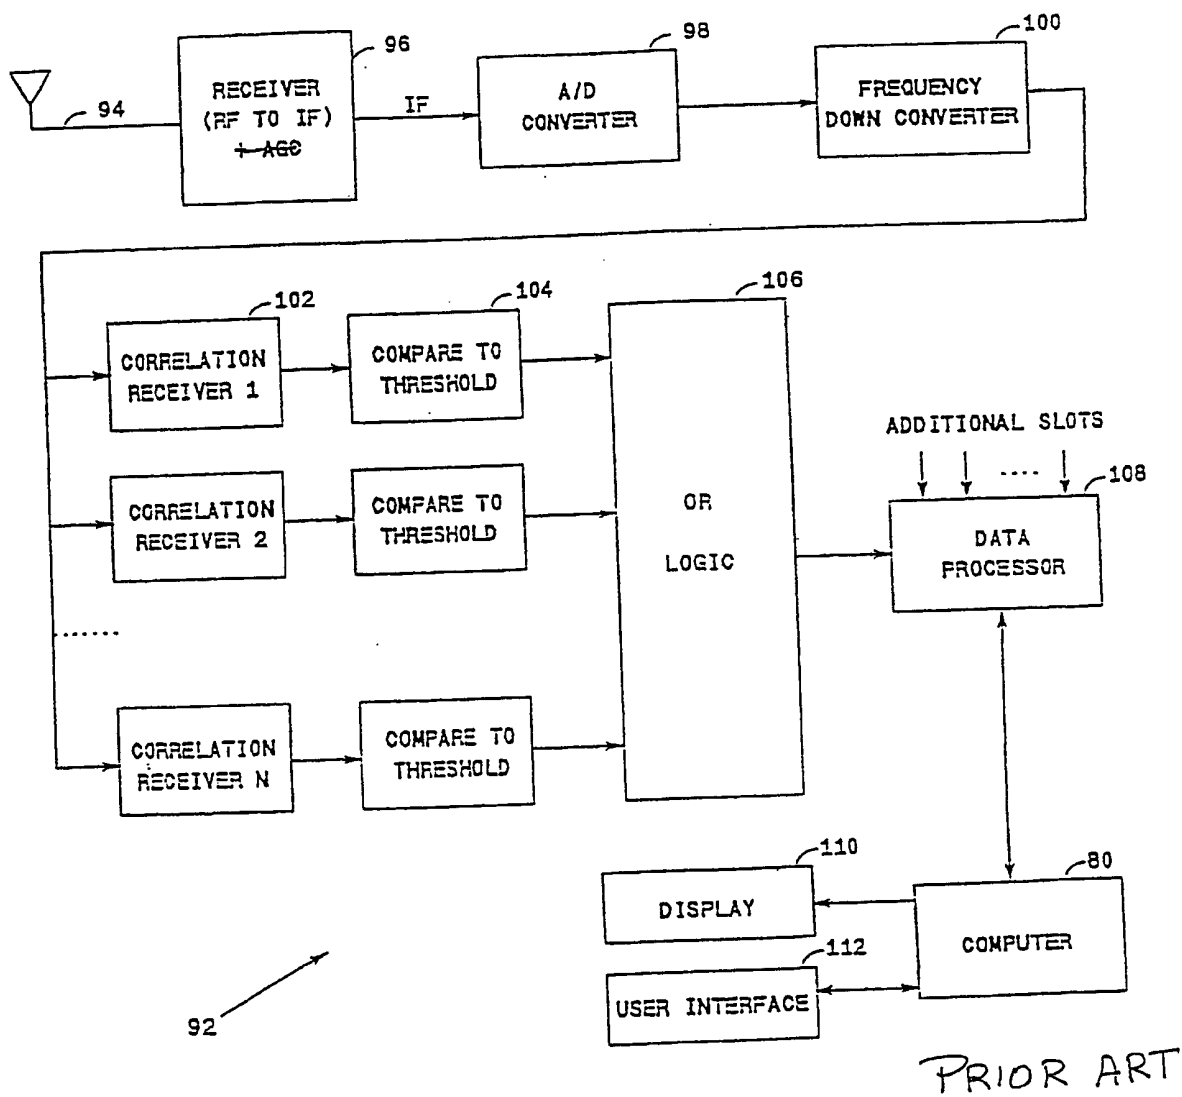 96
98
100
RECEIVER
(RF TO IF)
+ AGC
94
IF
A/D
CONVERTER
FREQUENCY
DOWN CONVERTER
102
104
106
CORRELATION
RECEIVER 1
COMPARE TO
THRESHOLD
ADDITIONAL SLOTS
....
108
CORRELATION
RECEIVER 2
COMPARE TO
THRESHOLD
OR
LOGIC
DATA
PROCESSOR
.......
CORRELATION
RECEIVER N
COMPARE TO
THRESHOLD
110
80
DISPLAY
COMPUTER
112
USER INTERFACE
92
PRIOR ART